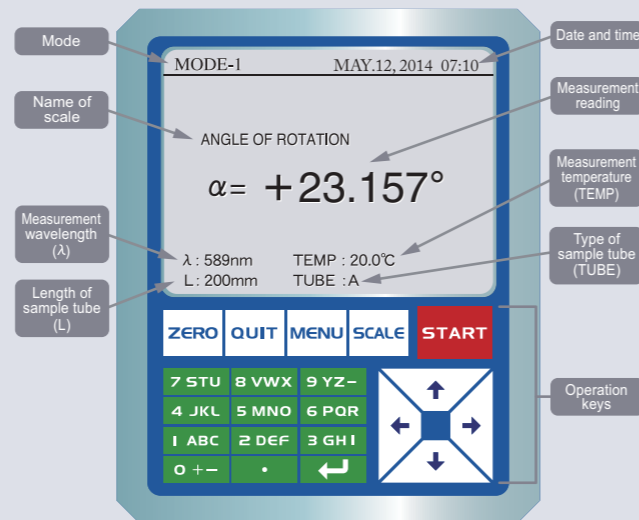 Mode
Date and time
MODE-1 MAY.12, 2014 07:10
Name of
scale
Measurement
reading
ANGLE OF ROTATION
α= +23.157°
Measurement
temperature
(TEMP)
Measurement
wavelength
(λ)
λ : 589nm TEMP : 20.0℃
L : 200mm TUBE : A
Type of
sample tube
(TUBE)
Length of
sample tube
(L)
ZERO QUIT MENU SCALE START
7 STU 8 VWX 9 YZ−
4 JKL 5 MNO 6 PQR
1 ABC 2 DEF 3 GHI
0 +− ·
Operation
keys